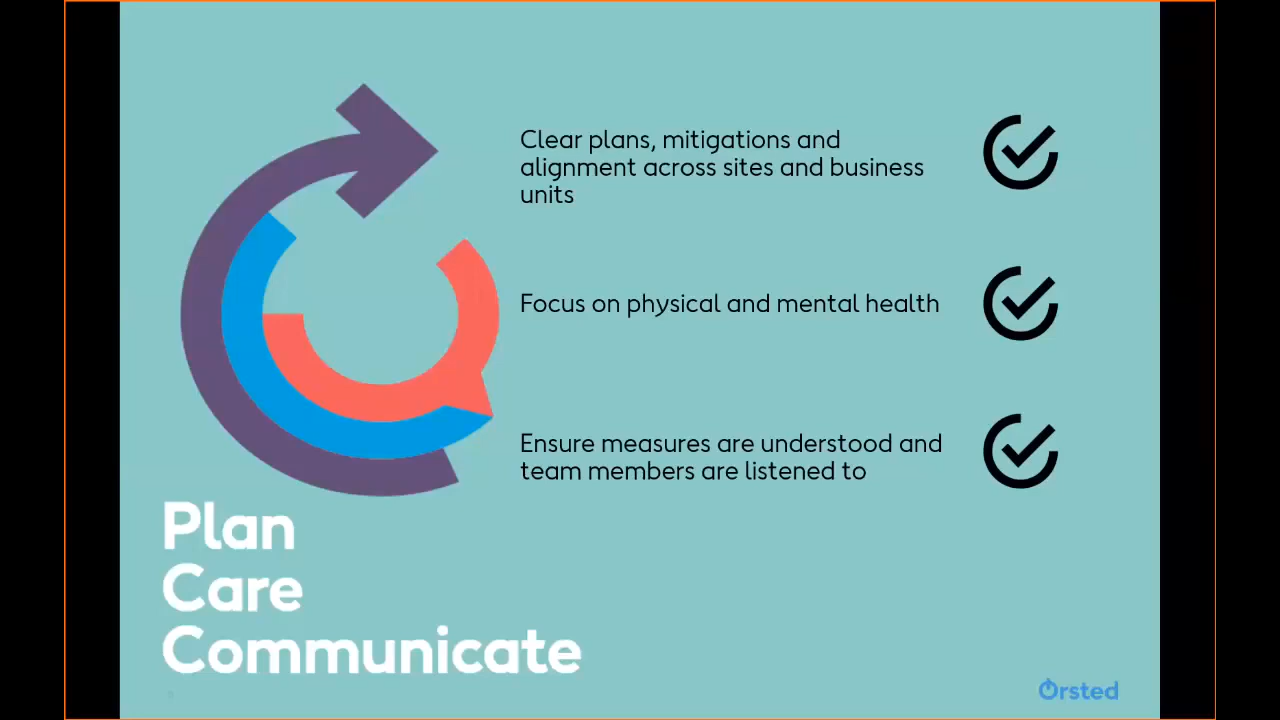 Clear plans, mitigations and
alignment across sites and business
units
Focus on physical and mental health
Ensure measures are understood and
team members are listened to
Plan
Care
Communicate
Ørsted